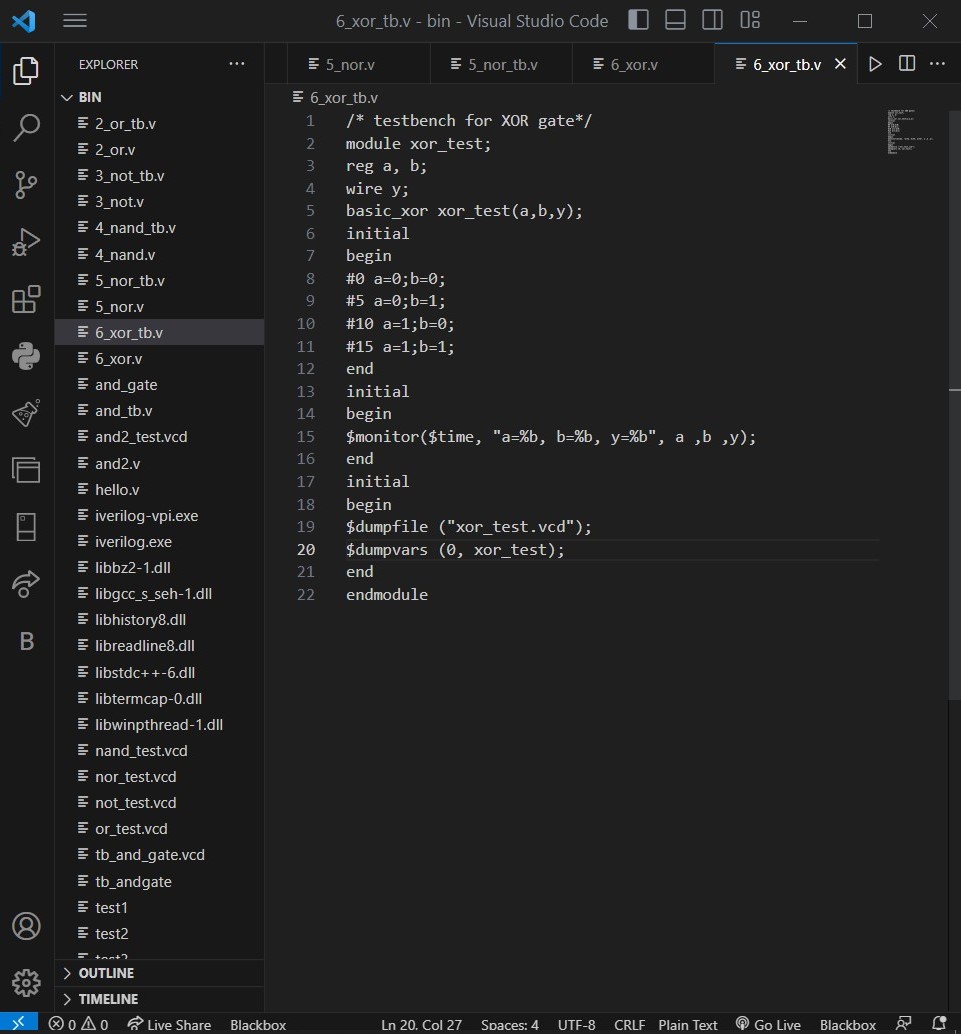 6_xor_tb.v - bin - Visual Studio Code
EXPLORER
5_nor.v
5_nor_tb.v
6_xor.v
6_xor_tb.v
BIN
2_or_tb.v
2_or.v
3_not_tb.v
3_not.v
4_nand_tb.v
4_nand.v
5_nor_tb.v
5_nor.v
6_xor_tb.v
6_xor.v
and_gate
and_tb.v
and2_test.vcd
and2.v
hello.v
iverilog-vpi.exe
iverilog.exe
libbz2-1.dll
libgcc_s_seh-1.dll
libhistory8.dll
libreadline8.dll
libstdc++-6.dll
libtermcap-0.dll
libwinpthread-1.dll
nand_test.vcd
nor_test.vcd
not_test.vcd
or_test.vcd
tb_and_gate.vcd
tb_andgate
test1
test2
OUTLINE
TIMELINE
B
6_xor_tb.v
1 /* testbench for XOR gate*/
2 module xor_test;
3 reg a, b;
4 wire y;
5 basic_xor xor_test(a,b,y);
6 initial
7 begin
8 #0 a=0;b=0;
9 #5 a=0;b=1;
10 #10 a=1;b=0;
11 #15 a=1;b=1;
12 end
13 initial
14 begin
15 $monitor($time, "a=%b, b=%b, y=%b", a ,b ,y);
16 end
17 initial
18 begin
19 $dumpfile ("xor_test.vcd");
20 $dumpvars (0, xor_test);
21 end
22 endmodule
0 0 Live Share Blackbox Ln 20, Col 27 Spaces: 4 UTF-8 CRLF Plain Text Go Live Blackbox